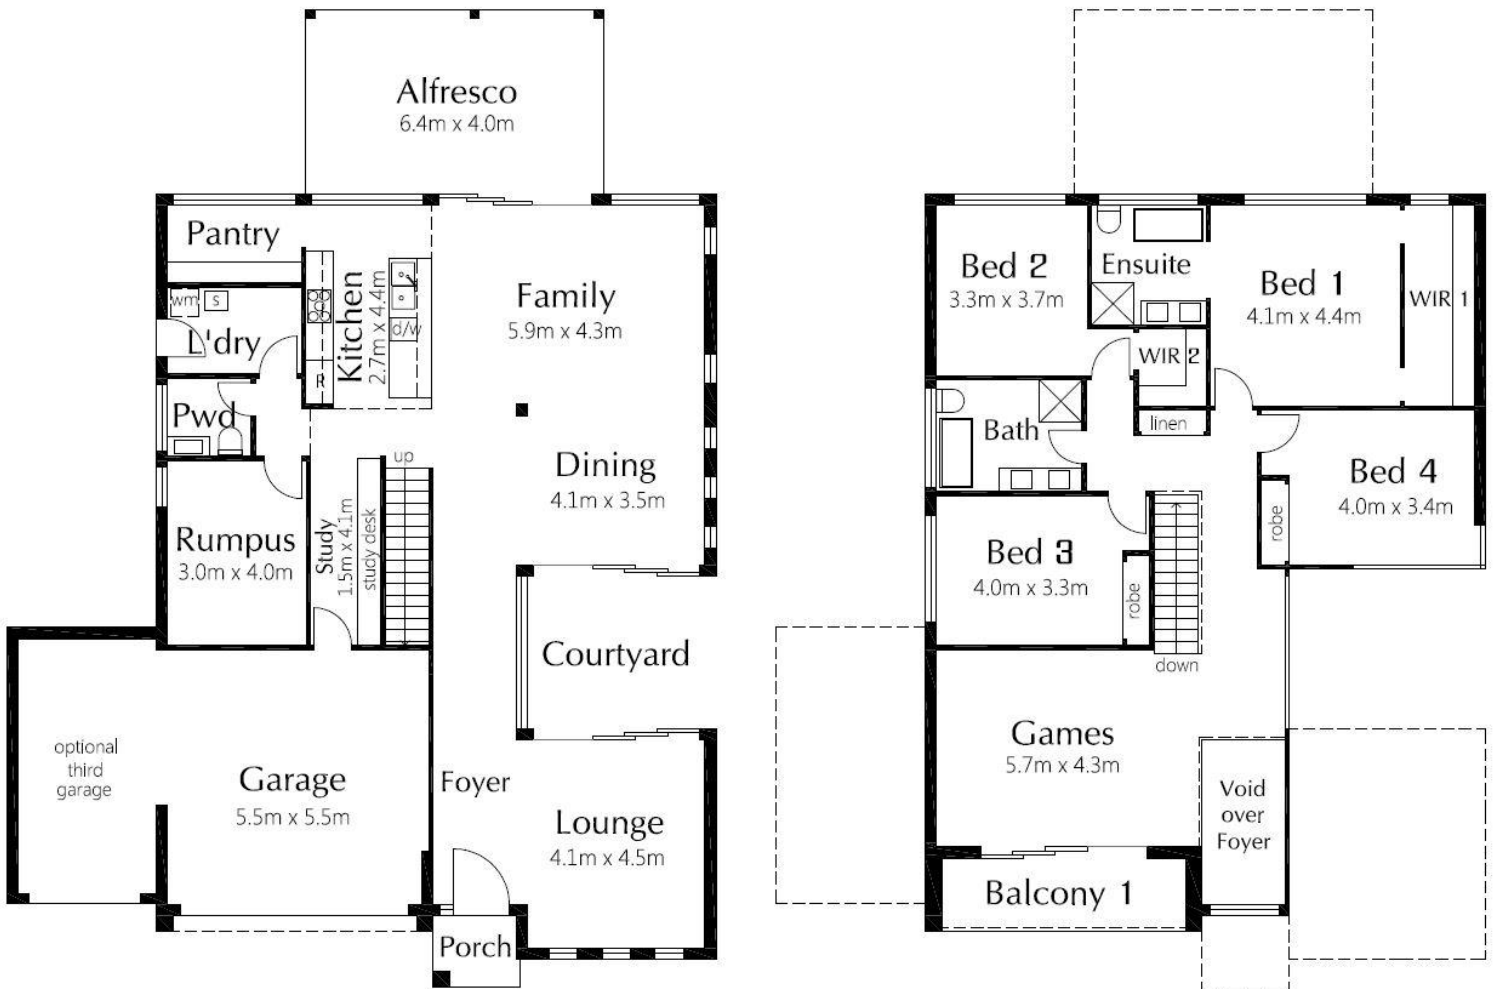 Alfresco
6.4m x 4.0m
Pantry
wm
s
L'dry
Kitchen
2.7m x 4.4m
d/w
R
Family
5.9m x 4.3m
Pwd
Dining
4.1m x 3.5m
up
Rumpus
3.0m x 4.0m
Study
1.5m x 4.1m
study desk
Courtyard
optional
third
garage
Garage
5.5m x 5.5m
Foyer
Lounge
4.1m x 4.5m
Porch
Bed 2
3.3m x 3.7m
Ensuite
Bed 1
4.1m x 4.4m
WIR 1
WIR 2
linen
Bath
Bed 4
4.0m x 3.4m
robe
Bed 3
4.0m x 3.3m
robe
down
Games
5.7m x 4.3m
Void
over
Foyer
Balcony 1